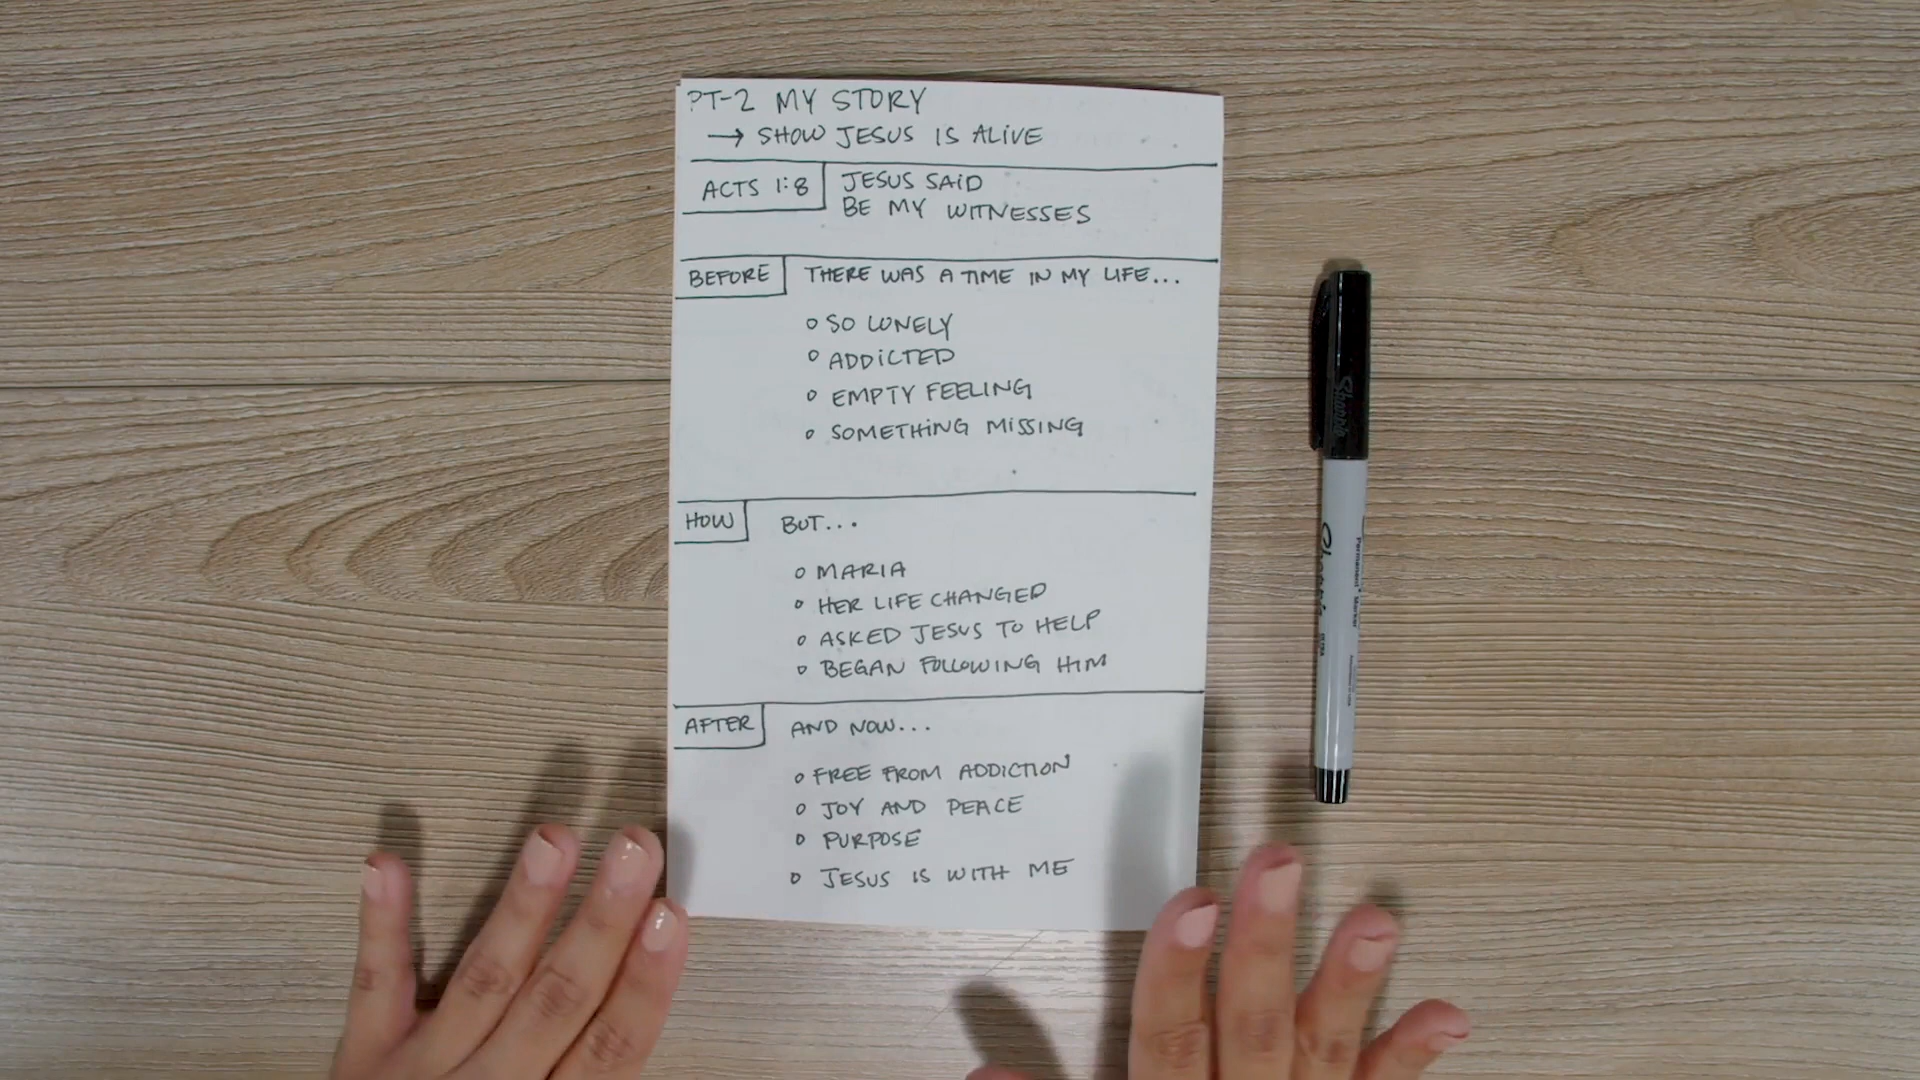 PT-2 MY STORY
→ SHOW JESUS IS ALIVE
ACTS 1:8
JESUS SAID
BE MY WITNESSES
BEFORE
THERE WAS A TIME IN MY LIFE...
SO LONELY
ADDICTED
EMPTY FEELING
SOMETHING MISSING
HOW
BUT...
MARIA
HER LIFE CHANGED
ASKED JESUS TO HELP
BEGAN FOLLOWING HIM
AFTER
AND NOW...
FREE FROM ADDICTION
JOY AND PEACE
PURPOSE
JESUS IS WITH ME
Sharpie
Sharpie
Permanent Marker